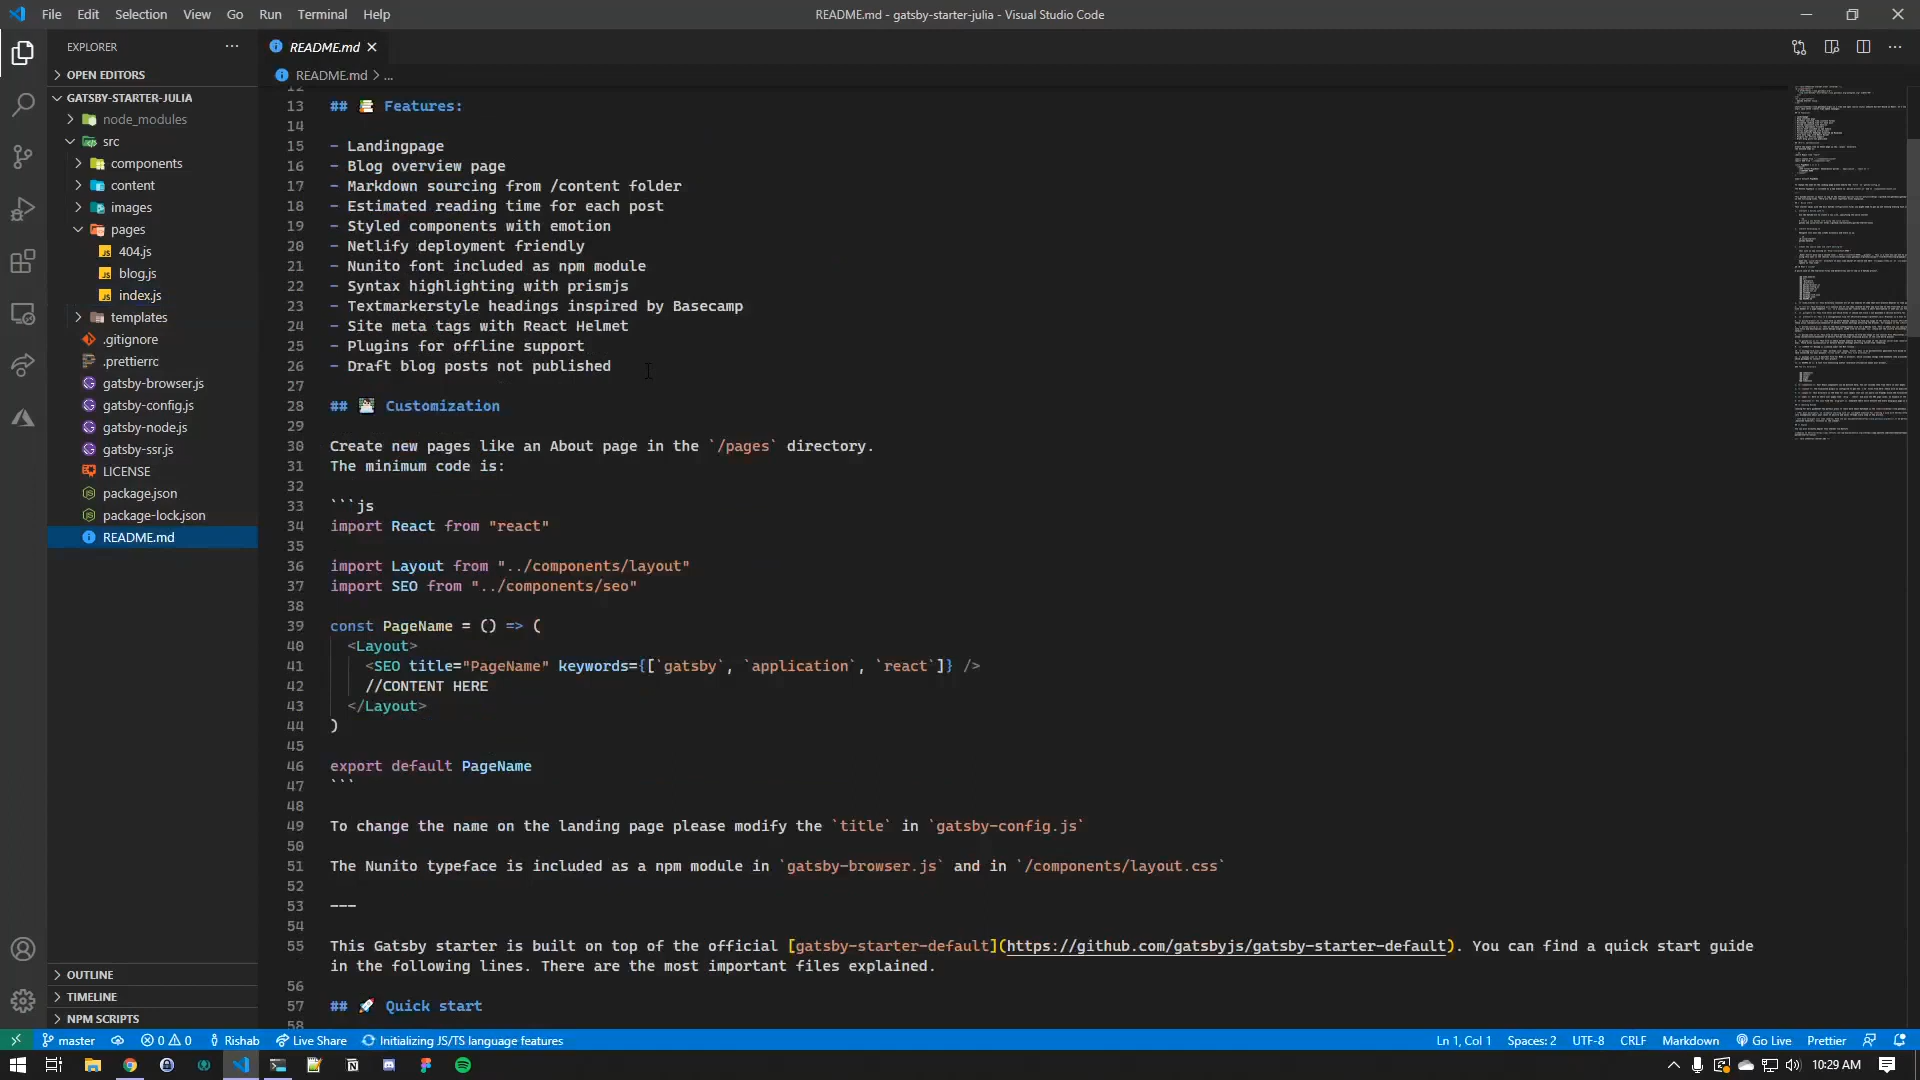 File Edit Selection View Go Run Terminal Help
README.md - gatsby-starter-julia - Visual Studio Code
EXPLORER
OPEN EDITORS
GATSBY-STARTER-JULIA
node_modules
src
components
content
images
pages
404.js
blog.js
index.js
templates
.gitignore
.prettierrc
gatsby-browser.js
gatsby-config.js
gatsby-node.js
gatsby-ssr.js
LICENSE
package.json
package-lock.json
README.md
OUTLINE
TIMELINE
NPM SCRIPTS
README.md
README.md > ...
12
13 ## 📚 Features:
14
15 - Landingpage
16 - Blog overview page
17 - Markdown sourcing from /content folder
18 - Estimated reading time for each post
19 - Styled components with emotion
20 - Netlify deployment friendly
21 - Nunito font included as npm module
22 - Syntax highlighting with prismjs
23 - Textmarkerstyle headings inspired by Basecamp
24 - Site meta tags with React Helmet
25 - Plugins for offline support
26 - Draft blog posts not published
27
28 ## Customization
29
30 Create new pages like an About page in the `/pages` directory.
31 The minimum code is:
32
33 ```js
34 import React from "react"
35
36 import Layout from "../components/layout"
37 import SEO from "../components/seo"
38
39 const PageName = () => (
40 <Layout>
41 <SEO title="PageName" keywords={[`gatsby`, `application`, `react`]} />
42 //CONTENT HERE
43 </Layout>
44 )
45
46 export default PageName
47 ```
48
49 To change the name on the landing page please modify the `title` in `gatsby-config.js`
50
51 The Nunito typeface is included as a npm module in `gatsby-browser.js` and in `/components/layout.css`
52
53 ---
54
55 This Gatsby starter is built on top of the official [gatsby-starter-default](https://github.com/gatsbyjs/gatsby-starter-default). You can find a quick start guide
in the following lines. There are the most important files explained.
56
57 ## 🚀 Quick start
58
master 0 0 Rishab Live Share Initializing JS/TS language features
Ln 1, Col 1 Spaces: 2 UTF-8 CRLF Markdown Go Live Prettier
10:29 AM